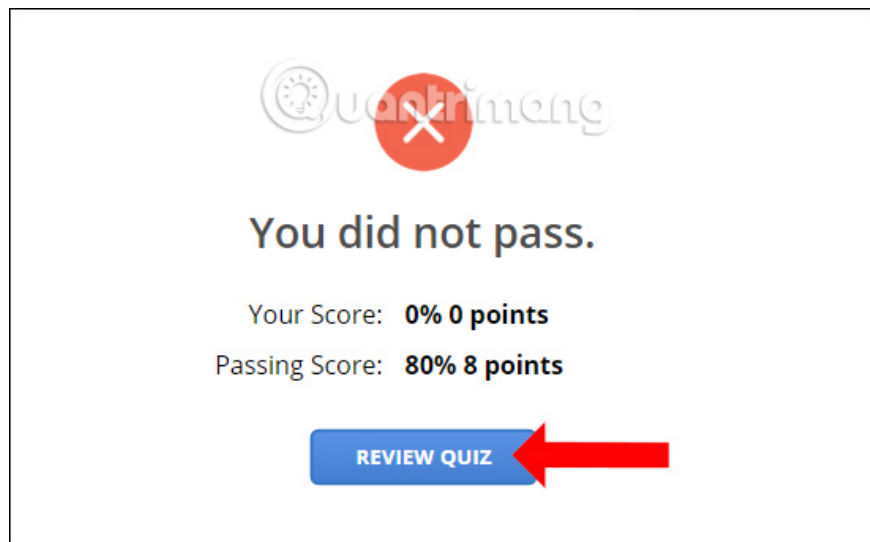 Quantrimang
You did not pass.
Your Score: 0% 0 points
Passing Score: 80% 8 points
REVIEW QUIZ